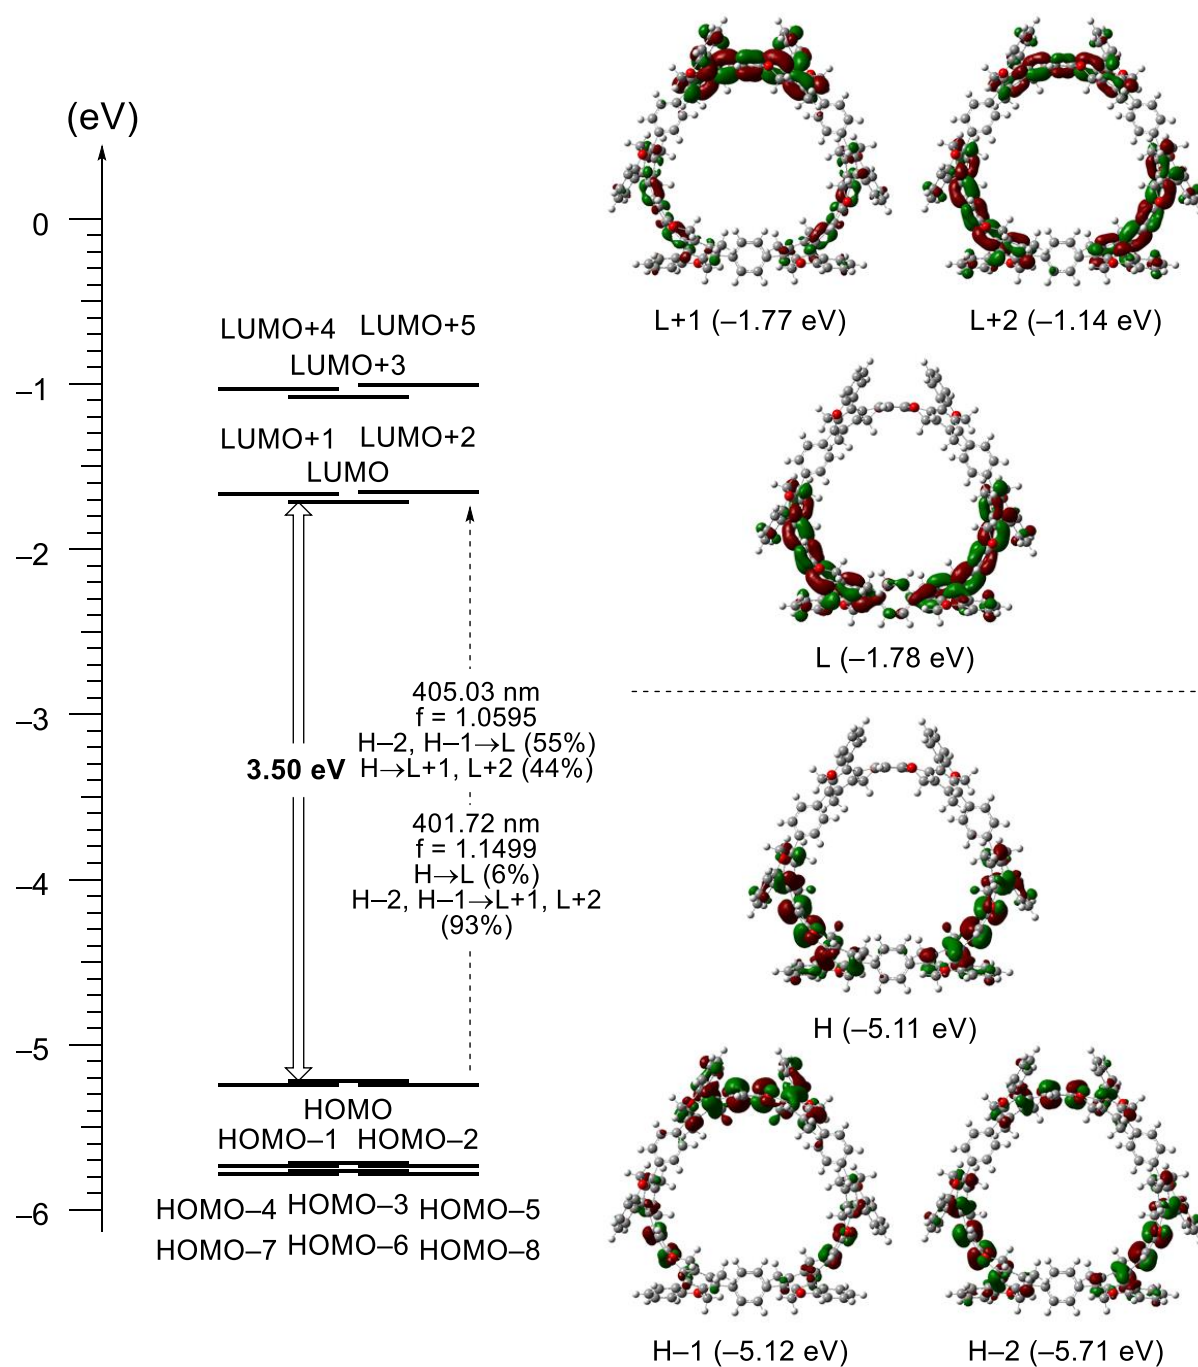 (eV)
0
–1
–2
–3
–4
–5
–6
LUMO+4 LUMO+5
LUMO+3
LUMO+1 LUMO+2
LUMO
405.03 nm
f = 1.0595
H–2, H–1→L (55%)
3.50 eV H→L+1, L+2 (44%)
401.72 nm
f = 1.1499
H→L (6%)
H–2, H–1→L+1, L+2
(93%)
HOMO
HOMO–1 HOMO–2
HOMO–4 HOMO–3 HOMO–5
HOMO–7 HOMO–6 HOMO–8
L+1 (–1.77 eV) L+2 (–1.14 eV)
L (–1.78 eV)
H (–5.11 eV)
H–1 (–5.12 eV) H–2 (–5.71 eV)